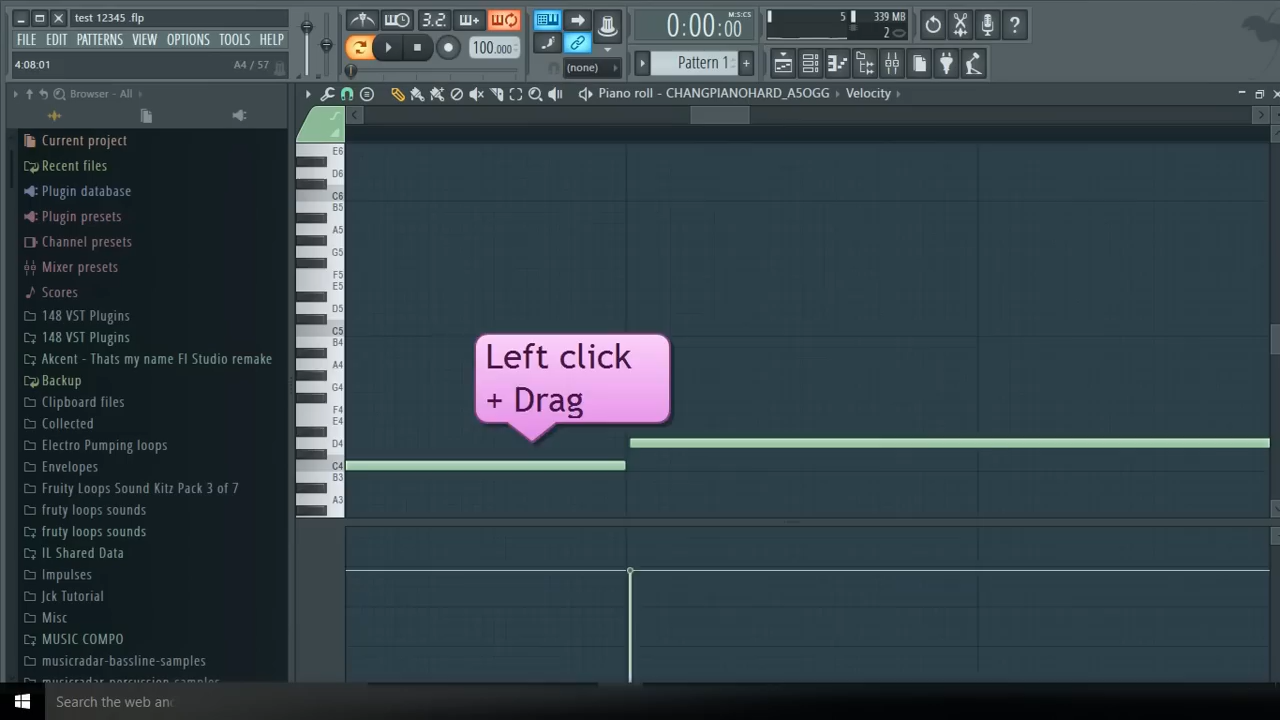 test 12345 .flp
FILE EDIT PATTERNS VIEW OPTIONS TOOLS HELP
4:08:01 A4 / 57
3.2.
100.000
(none)
0:00:00
M:S:CS
Pattern 1
5 339 MB
2
Browser - All
Piano roll - CHANGPIANOHARD_A5OGG Velocity
Current project
Recent files
Plugin database
Plugin presets
Channel presets
Mixer presets
Scores
148 VST Plugins
148 VST Plugins
Akcent - Thats my name Fl Studio remake
Backup
Clipboard files
Collected
Electro Pumping loops
Envelopes
Fruity Loops Sound Kitz Pack 3 of 7
fruty loops sounds
fruty loops sounds
IL Shared Data
Impulses
Jck Tutorial
Misc
MUSIC COMPO
musicradar-bassline-samples
musicradar-percussion-samples
E6
D6
C6
B5
A5
G5
F5
E5
D5
C5
B4
A4
G4
F4
E4
D4
C4
B3
A3
Left click
+ Drag
Search the web and